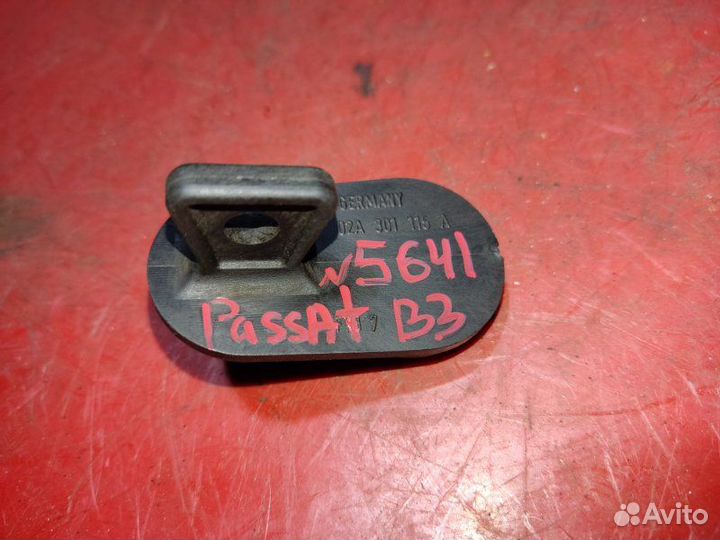 GERMANY
02A 301 115 A
N5641
PassAt B3
Avito